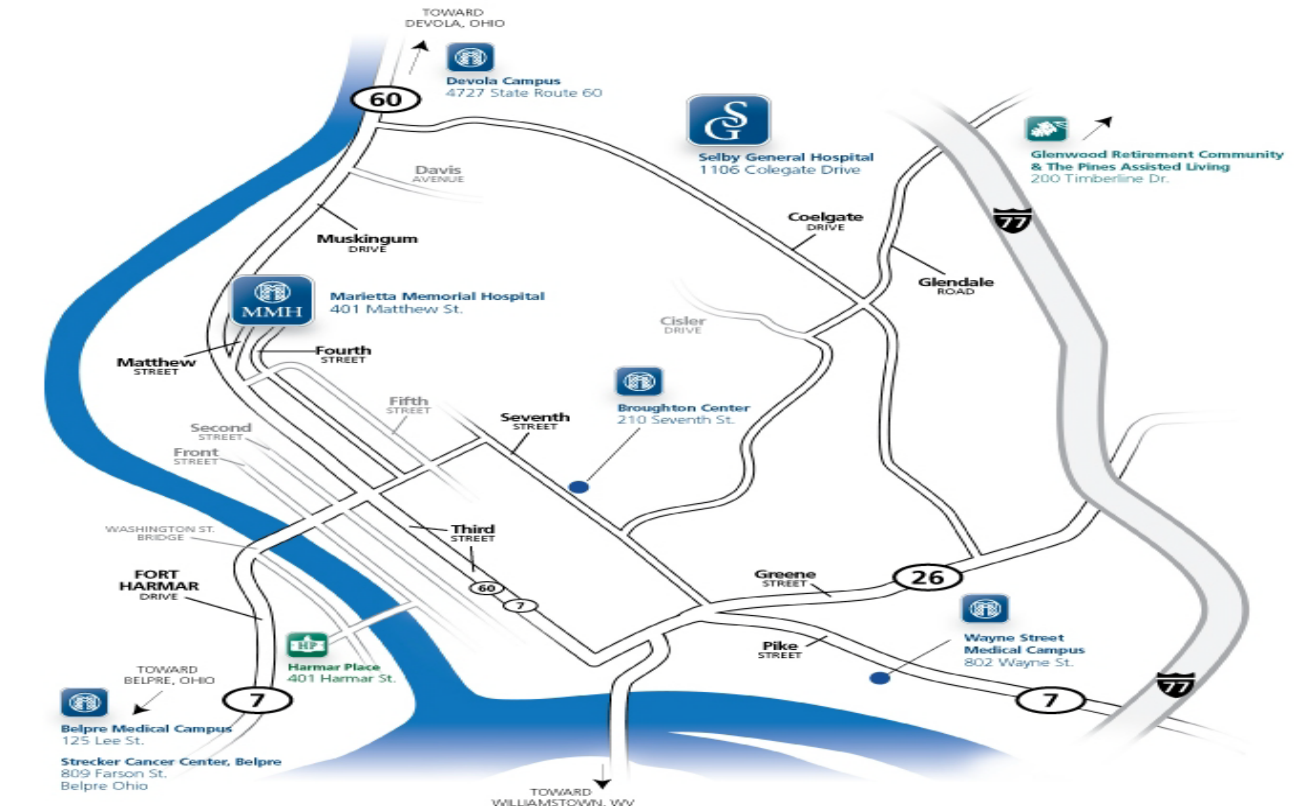 TOWARD
DEVOLA, OHIO
Devola Campus
4727 State Route 60
60
SG
Selby General Hospital
1106 Colegate Drive
Glenwood Retirement Community
& The Pines Assisted Living
200 Timberline Dr.
Davis
AVENUE
Muskingum
DRIVE
Coelgate
DRIVE
77
Glendale
ROAD
MMH
Marietta Memorial Hospital
401 Matthew St.
Cisler
DRIVE
Matthew
STREET
Fourth
STREET
Fifth
STREET
Seventh
STREET
Broughton Center
210 Seventh St.
Second
STREET
Front
STREET
WASHINGTON ST.
BRIDGE
Third
STREET
FORT
HARMAR
DRIVE
60
7
Greene
STREET
26
Pike
STREET
Wayne Street
Medical Campus
802 Wayne St.
HP
Harmar Place
401 Harmar St.
TOWARD
BELPRE, OHIO
7
7
77
Belpre Medical Campus
125 Lee St.
Strecker Cancer Center, Belpre
809 Farson St.
Belpre Ohio
TOWARD
WILLIAMSTOWN, WV